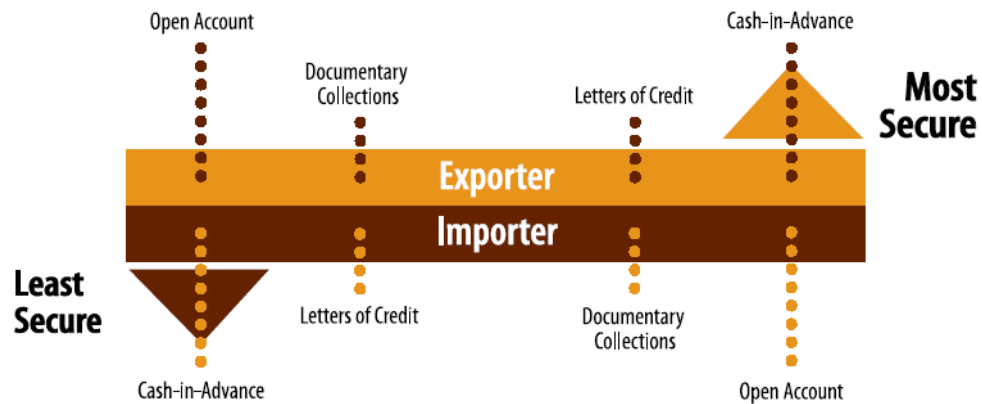 Open Account
Cash-in-Advance
Documentary
Collections
Letters of Credit
Most
Secure
Exporter
Importer
Least
Secure
Letters of Credit
Documentary
Collections
Cash-in-Advance
Open Account